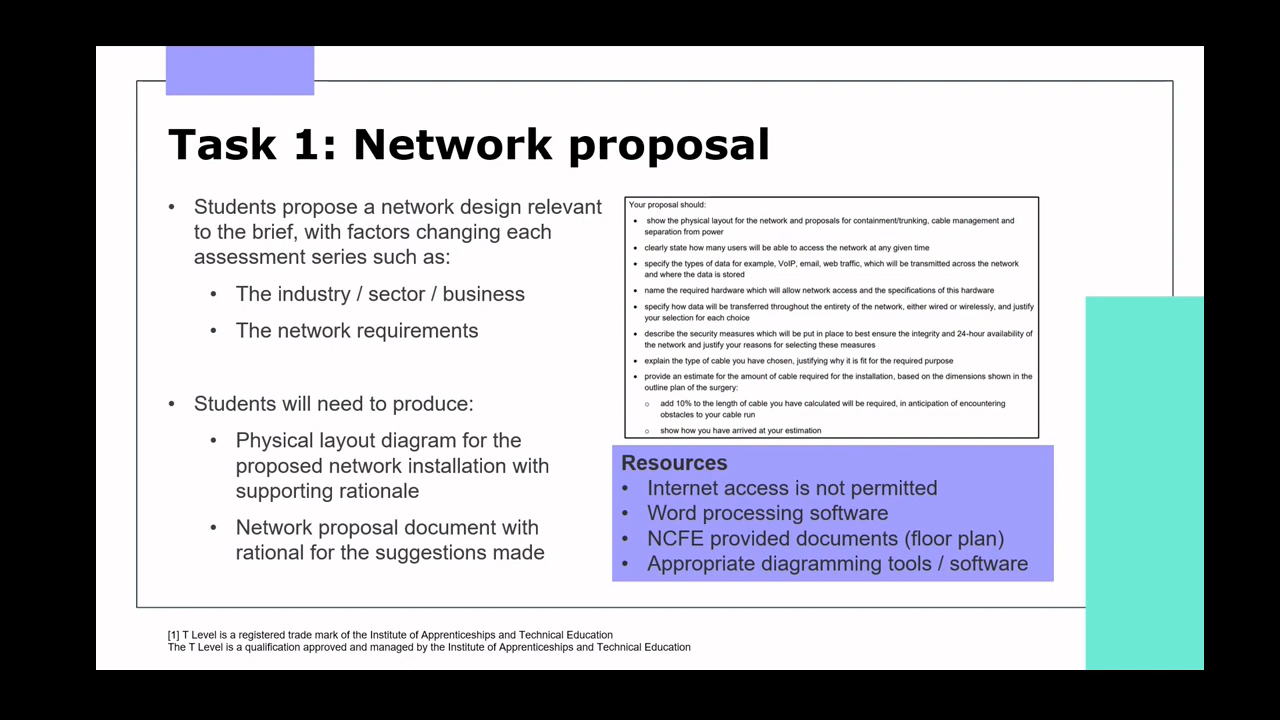 Task 1: Network proposal
• Students propose a network design relevant
to the brief, with factors changing each
assessment series such as:
• The industry / sector / business
• The network requirements
• Students will need to produce:
• Physical layout diagram for the
proposed network installation with
supporting rationale
• Network proposal document with
rational for the suggestions made
Your proposal should:
• show the physical layout for the network and proposals for containment/trunking, cable management and
separation from power
• clearly state how many users will be able to access the network at any given time
• specify the types of data for example, VoIP, email, web traffic, which will be transmitted across the network
and where the data is stored
• name the required hardware which will allow network access and the specifications of this hardware
• specify how data will be transferred throughout the entirety of the network, either wired or wirelessly, and justify
your selection for each choice
• describe the security measures which will be put in place to best ensure the integrity and 24-hour availability of
the network and justify your reasons for selecting these measures
• explain the type of cable you have chosen, justifying why it is fit for the required purpose
• provide an estimate for the amount of cable required for the installation, based on the dimensions shown in the
outline plan of the surgery:
o add 10% to the length of cable you have calculated will be required, in anticipation of encountering
obstacles to your cable run
o show how you have arrived at your estimation
Resources
• Internet access is not permitted
• Word processing software
• NCFE provided documents (floor plan)
• Appropriate diagramming tools / software
[1] T Level is a registered trade mark of the Institute of Apprenticeships and Technical Education
The T Level is a qualification approved and managed by the Institute of Apprenticeships and Technical Education